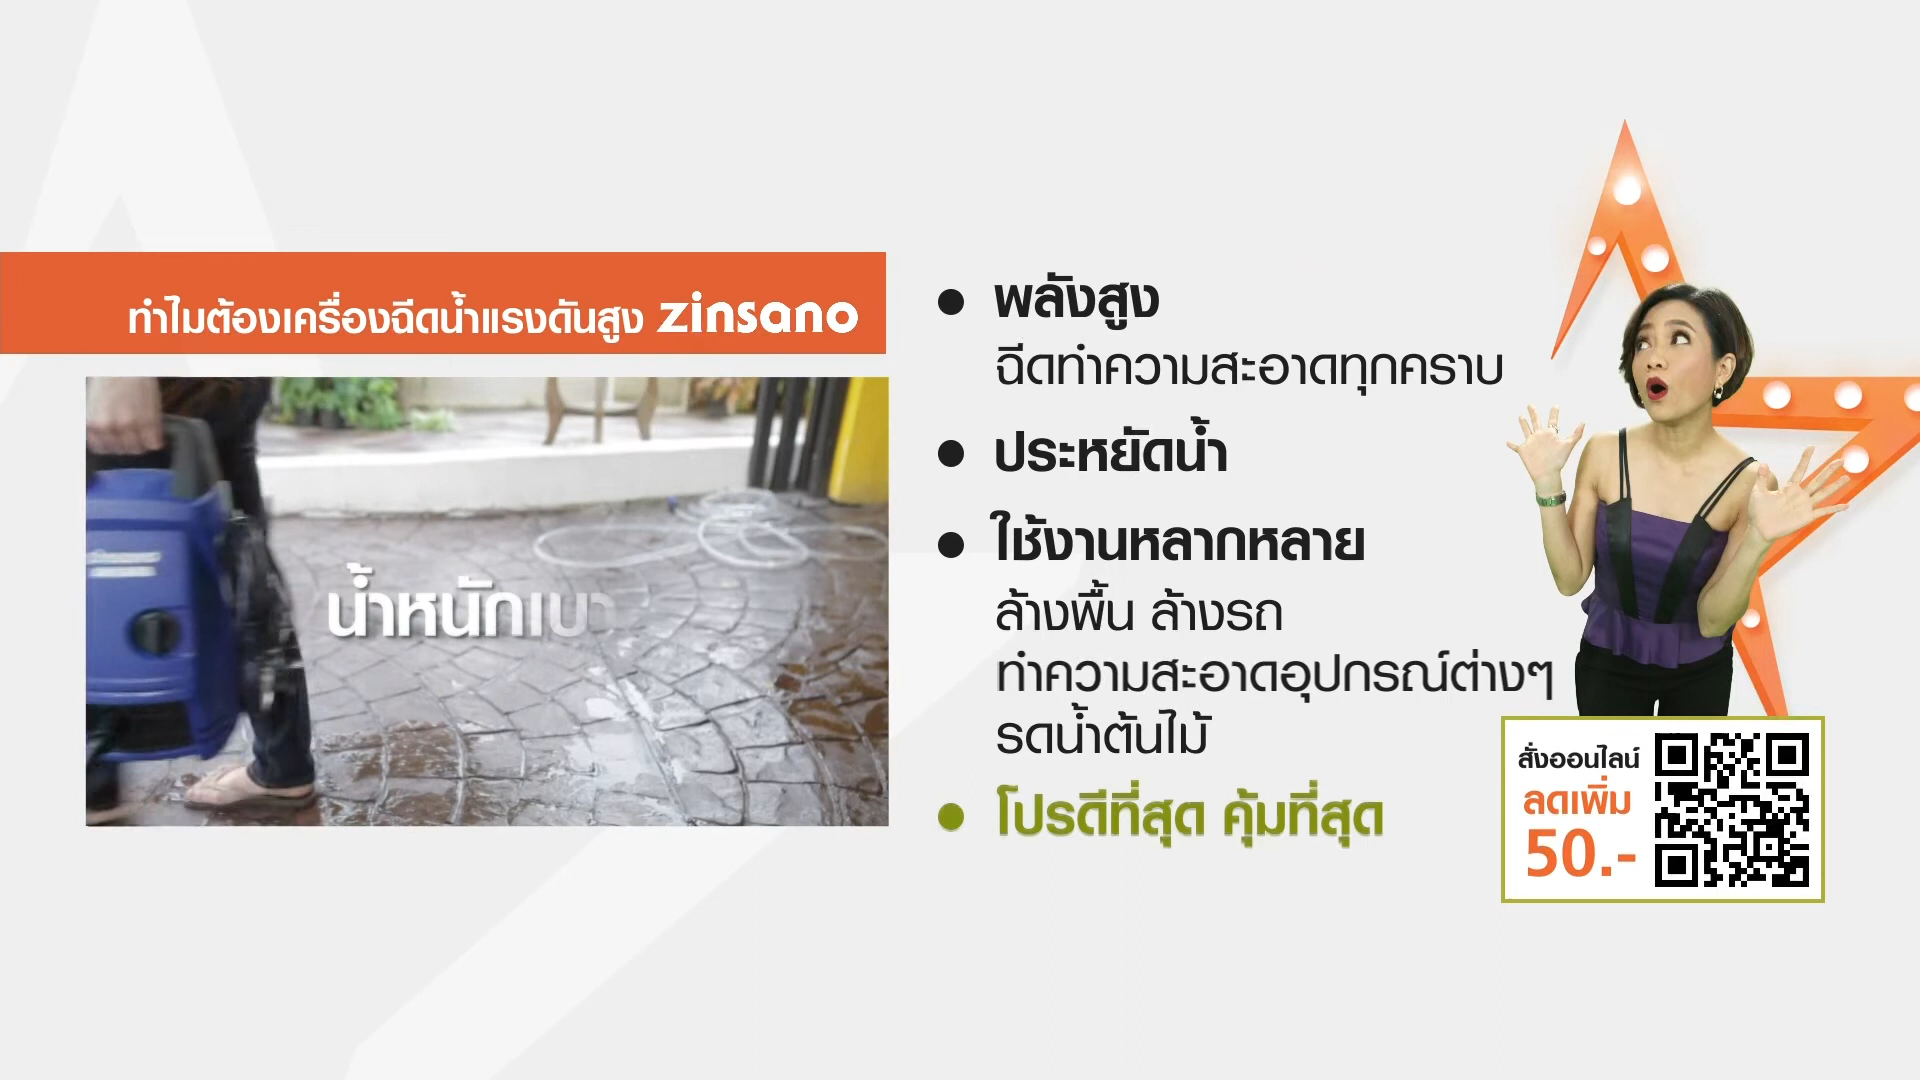 ทำไมต้องเครื่องฉีดน้ำแรงดันสูง zinsano
น้ำหนักเบา
● พลังสูง
ฉีดทำความสะอาดทุกคราบ
● ประหยัดน้ำ
● ใช้งานหลากหลาย
ล้างพื้น ล้างรถ
ทำความสะอาดอุปกรณ์ต่างๆ
รดน้ำต้นไม้
● โปรดีที่สุด คุ้มที่สุด
สั่งออนไลน์
ลดเพิ่ม
50.-